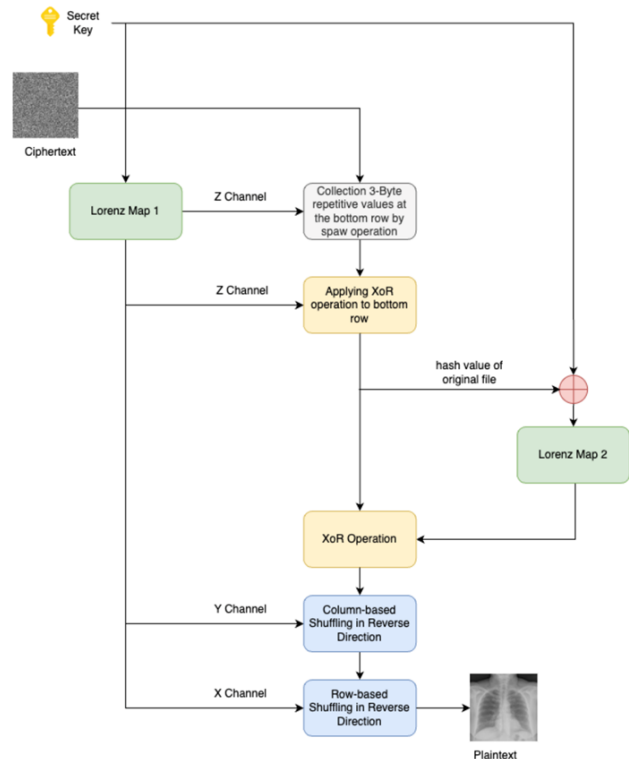 Secret
Key
Ciphertext
Lorenz Map 1
Z Channel
Collection 3-Byte
repetitive values at
the bottom row by
spaw operation
Z Channel
Applying XoR
operation to bottom
row
hash value of
original file
Lorenz Map 2
XoR Operation
Y Channel
Column-based
Shuffling in Reverse
Direction
X Channel
Row-based
Shuffling in Reverse
Direction
Plaintext